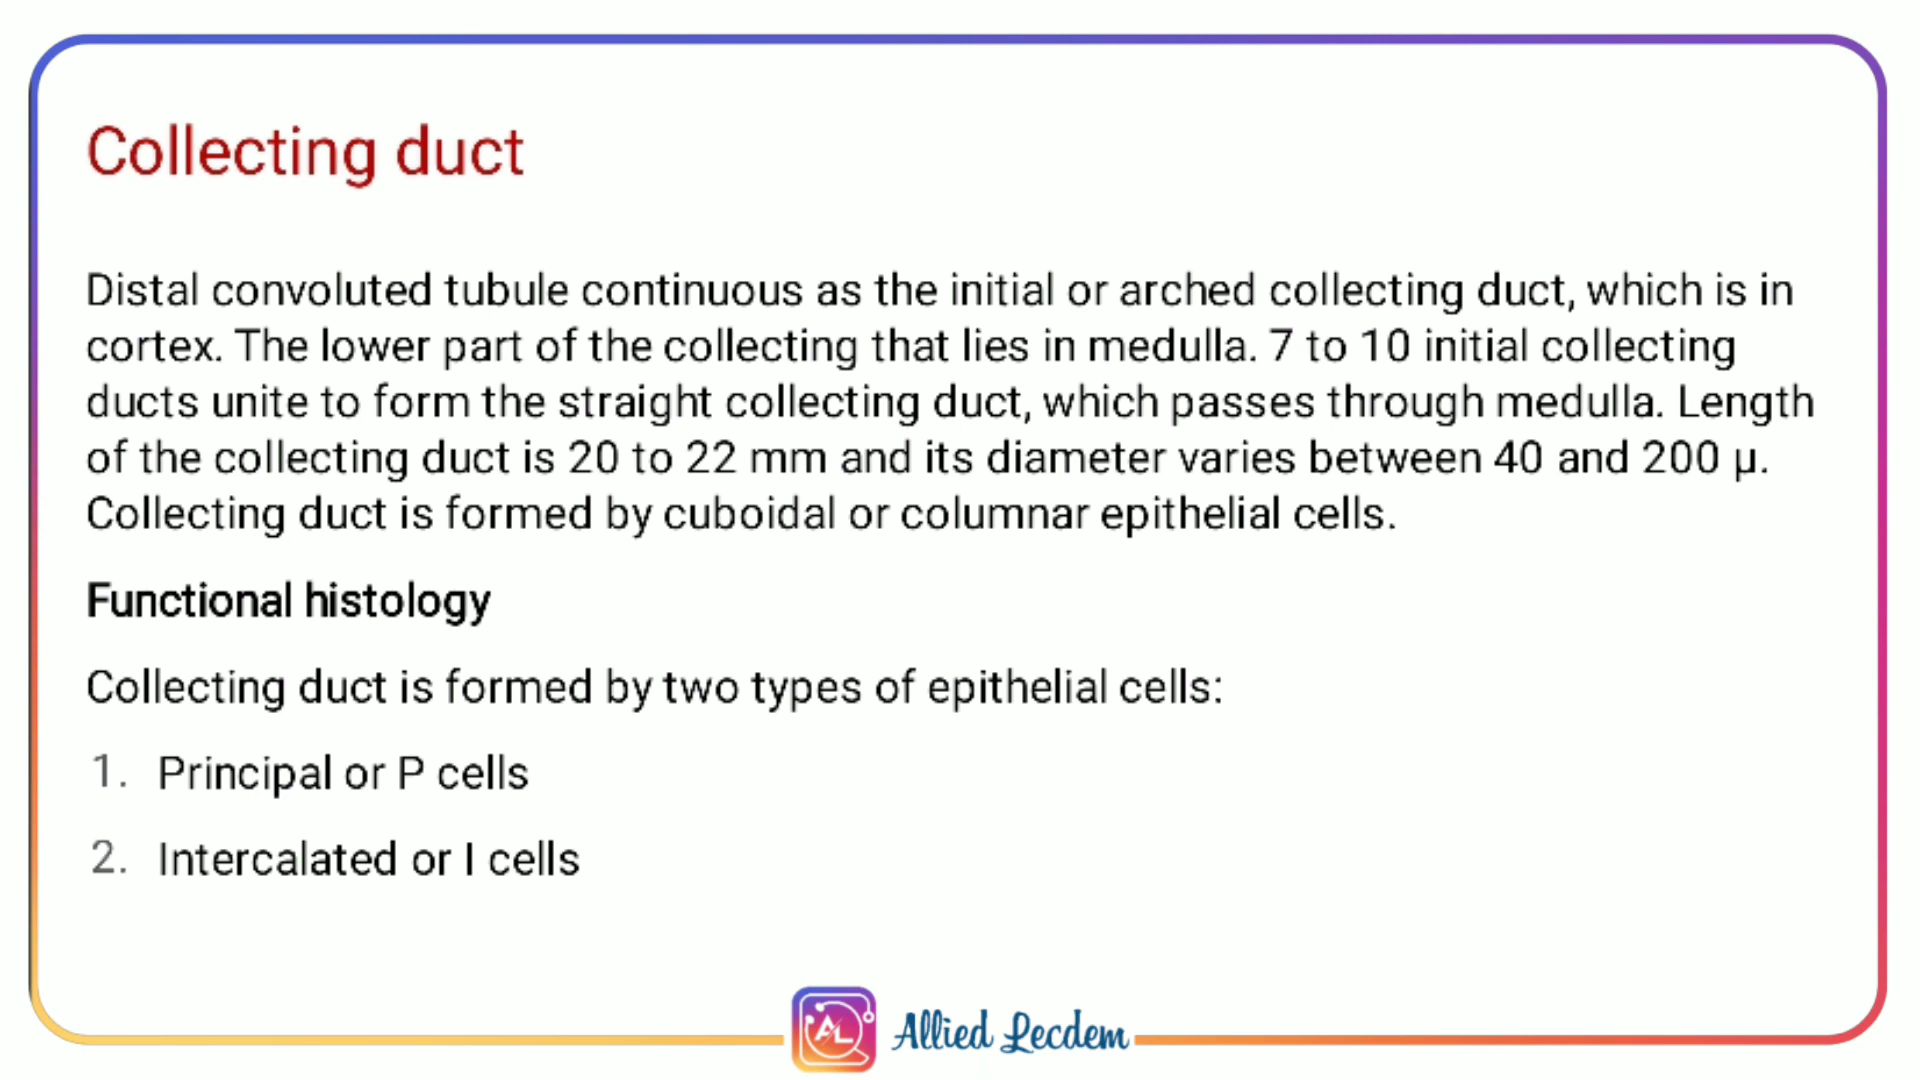 Collecting duct
Distal convoluted tubule continuous as the initial or arched collecting duct, which is in
cortex. The lower part of the collecting that lies in medulla. 7 to 10 initial collecting
ducts unite to form the straight collecting duct, which passes through medulla. Length
of the collecting duct is 20 to 22 mm and its diameter varies between 40 and 200 μ.
Collecting duct is formed by cuboidal or columnar epithelial cells.
Functional histology
Collecting duct is formed by two types of epithelial cells:
1. Principal or P cells
2. Intercalated or I cells
AL Allied Lecdem